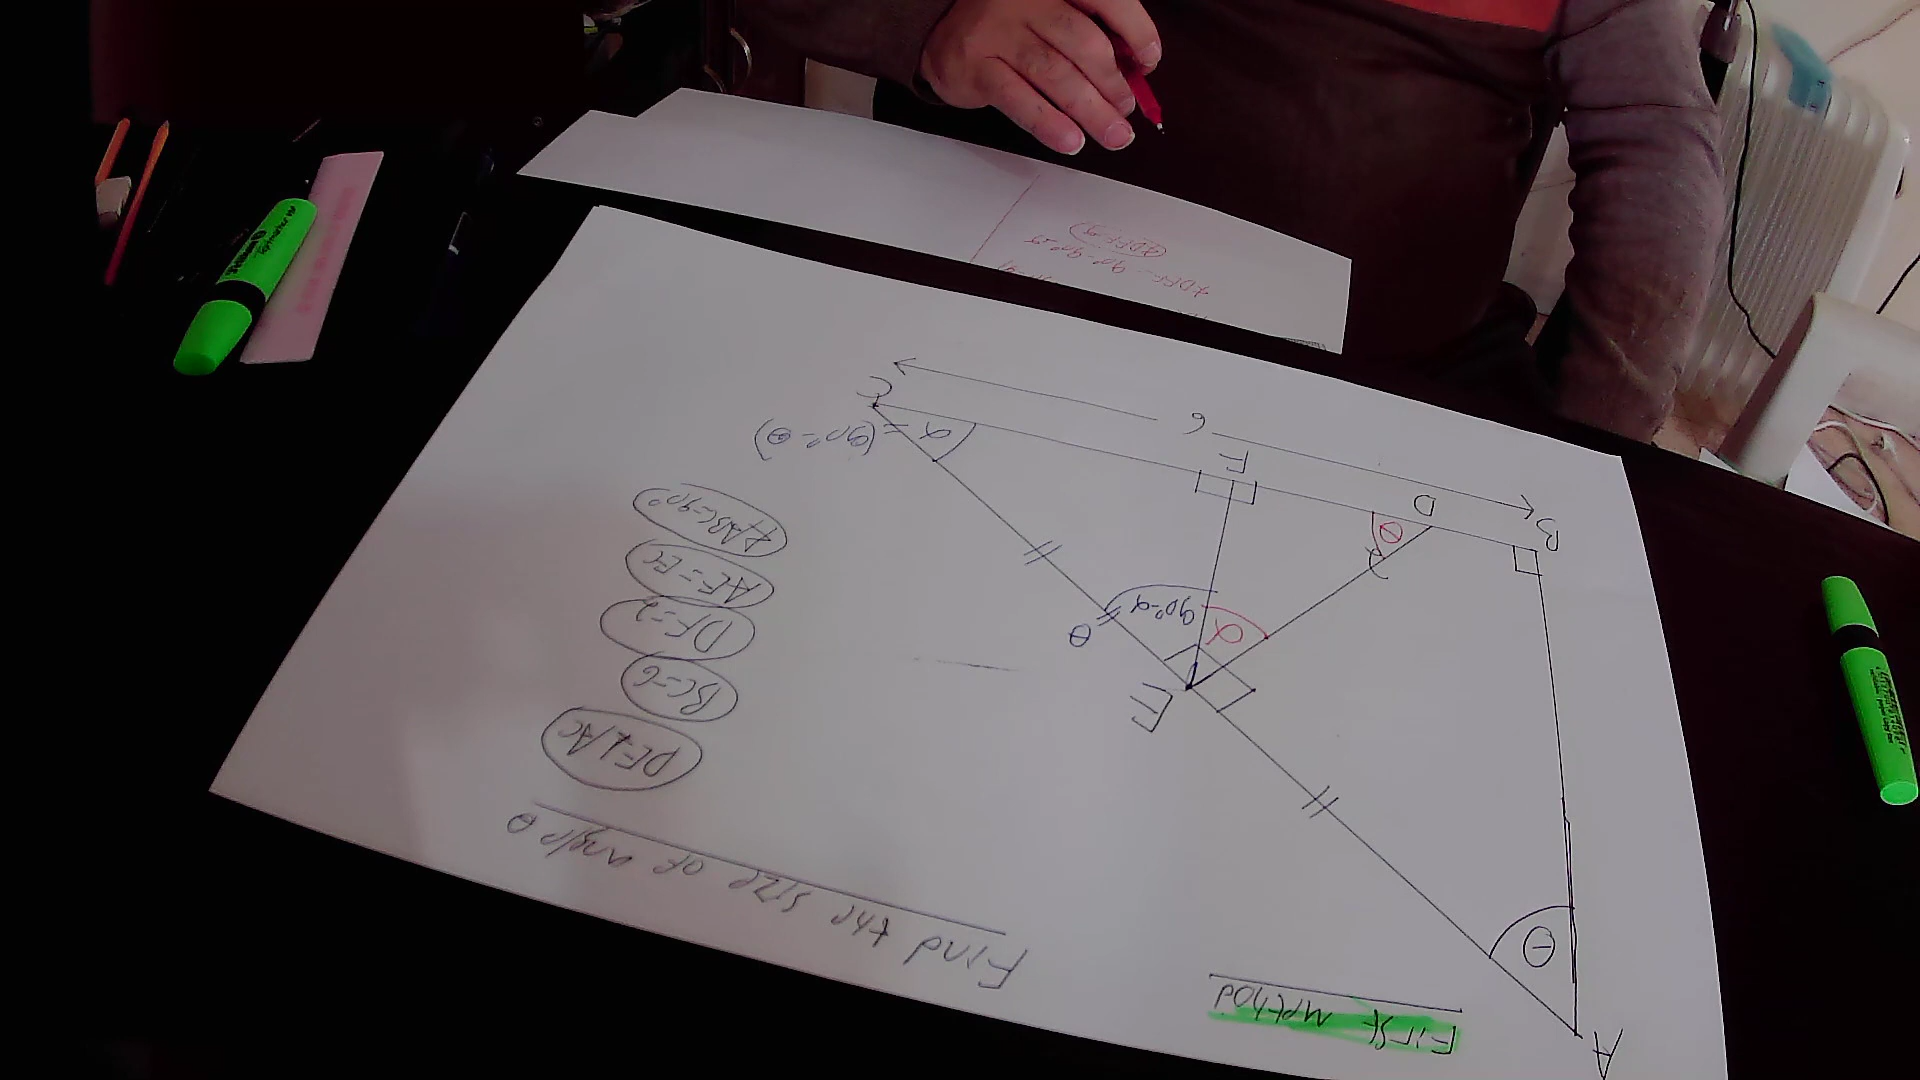 First method
Find the size of angle θ
DE⊥AC
BC=6
DF=2
AE=EC
∡ABC=90°
A
θ
B
D
θ
6
F
E
α
90°-α
θ
C
α = (90°-θ)